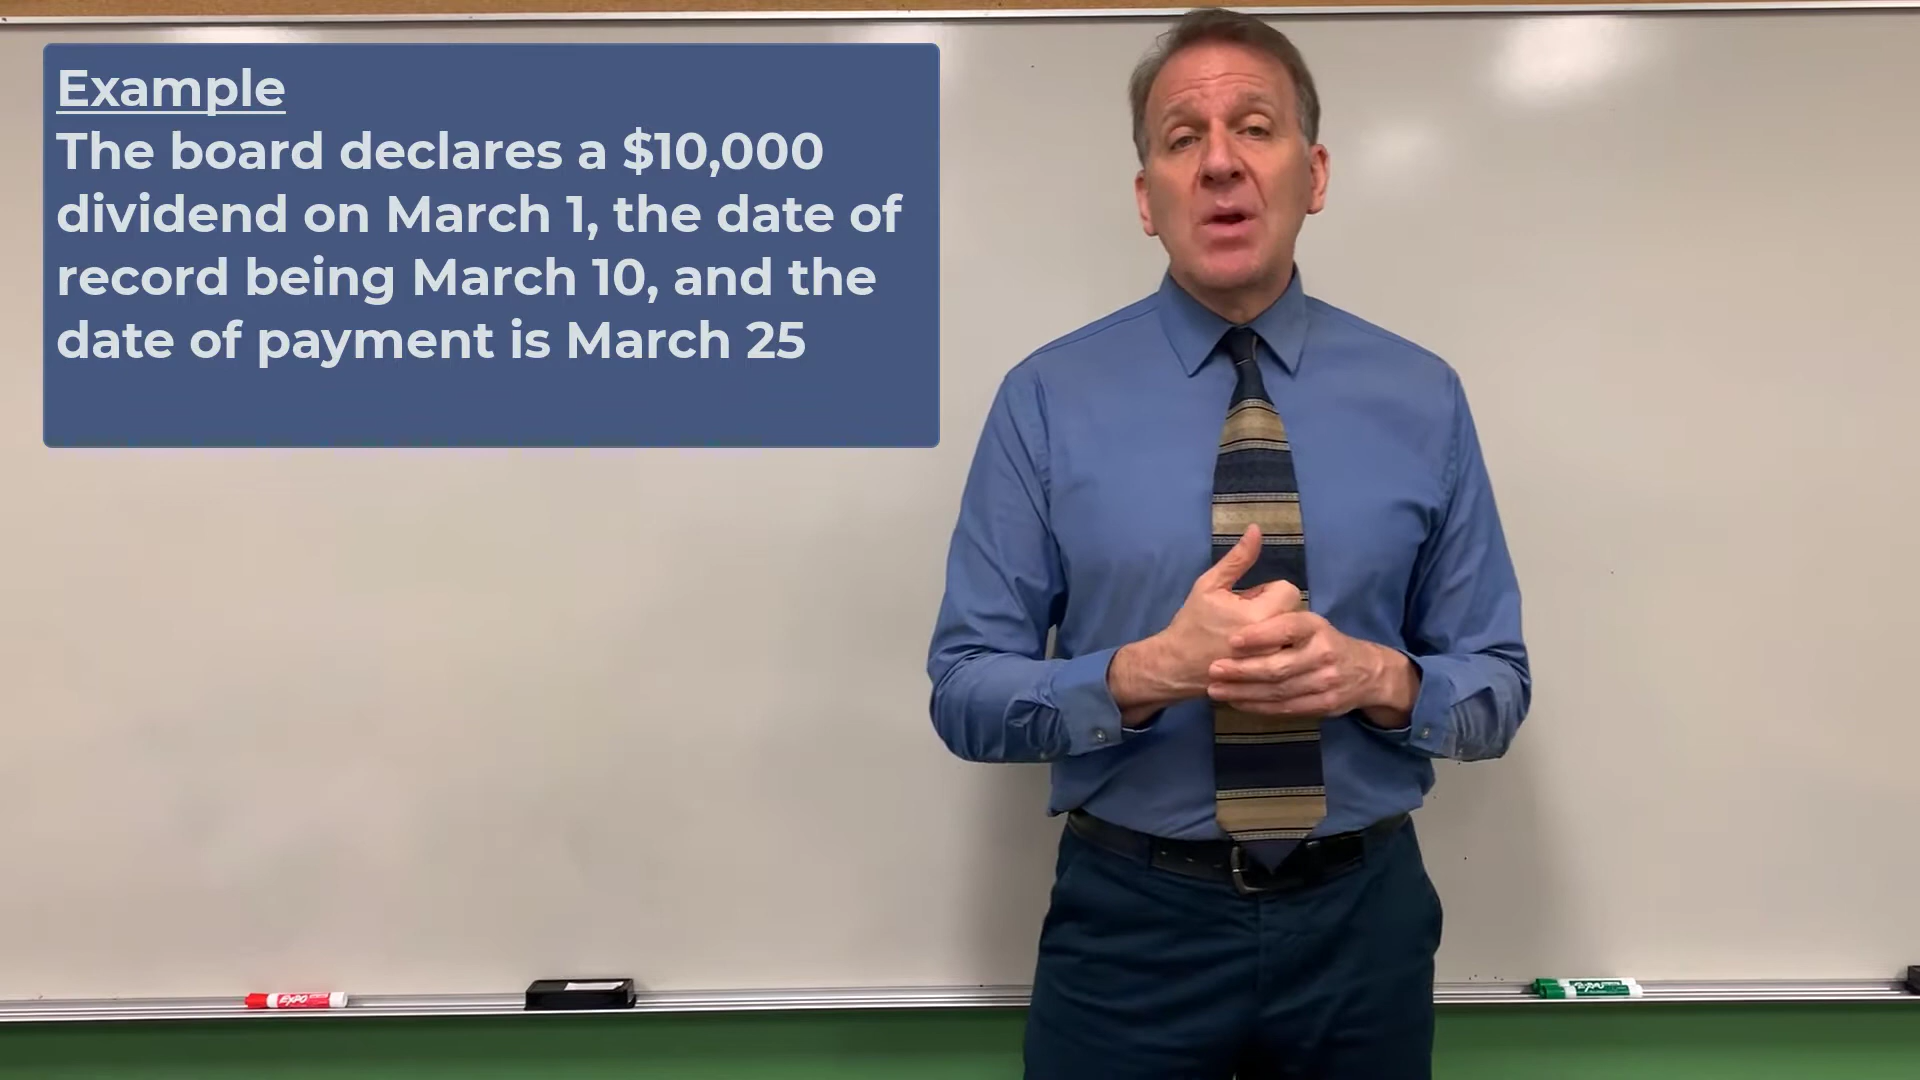 Example
The board declares a $10,000
dividend on March 1, the date of
record being March 10, and the
date of payment is March 25
EXPO